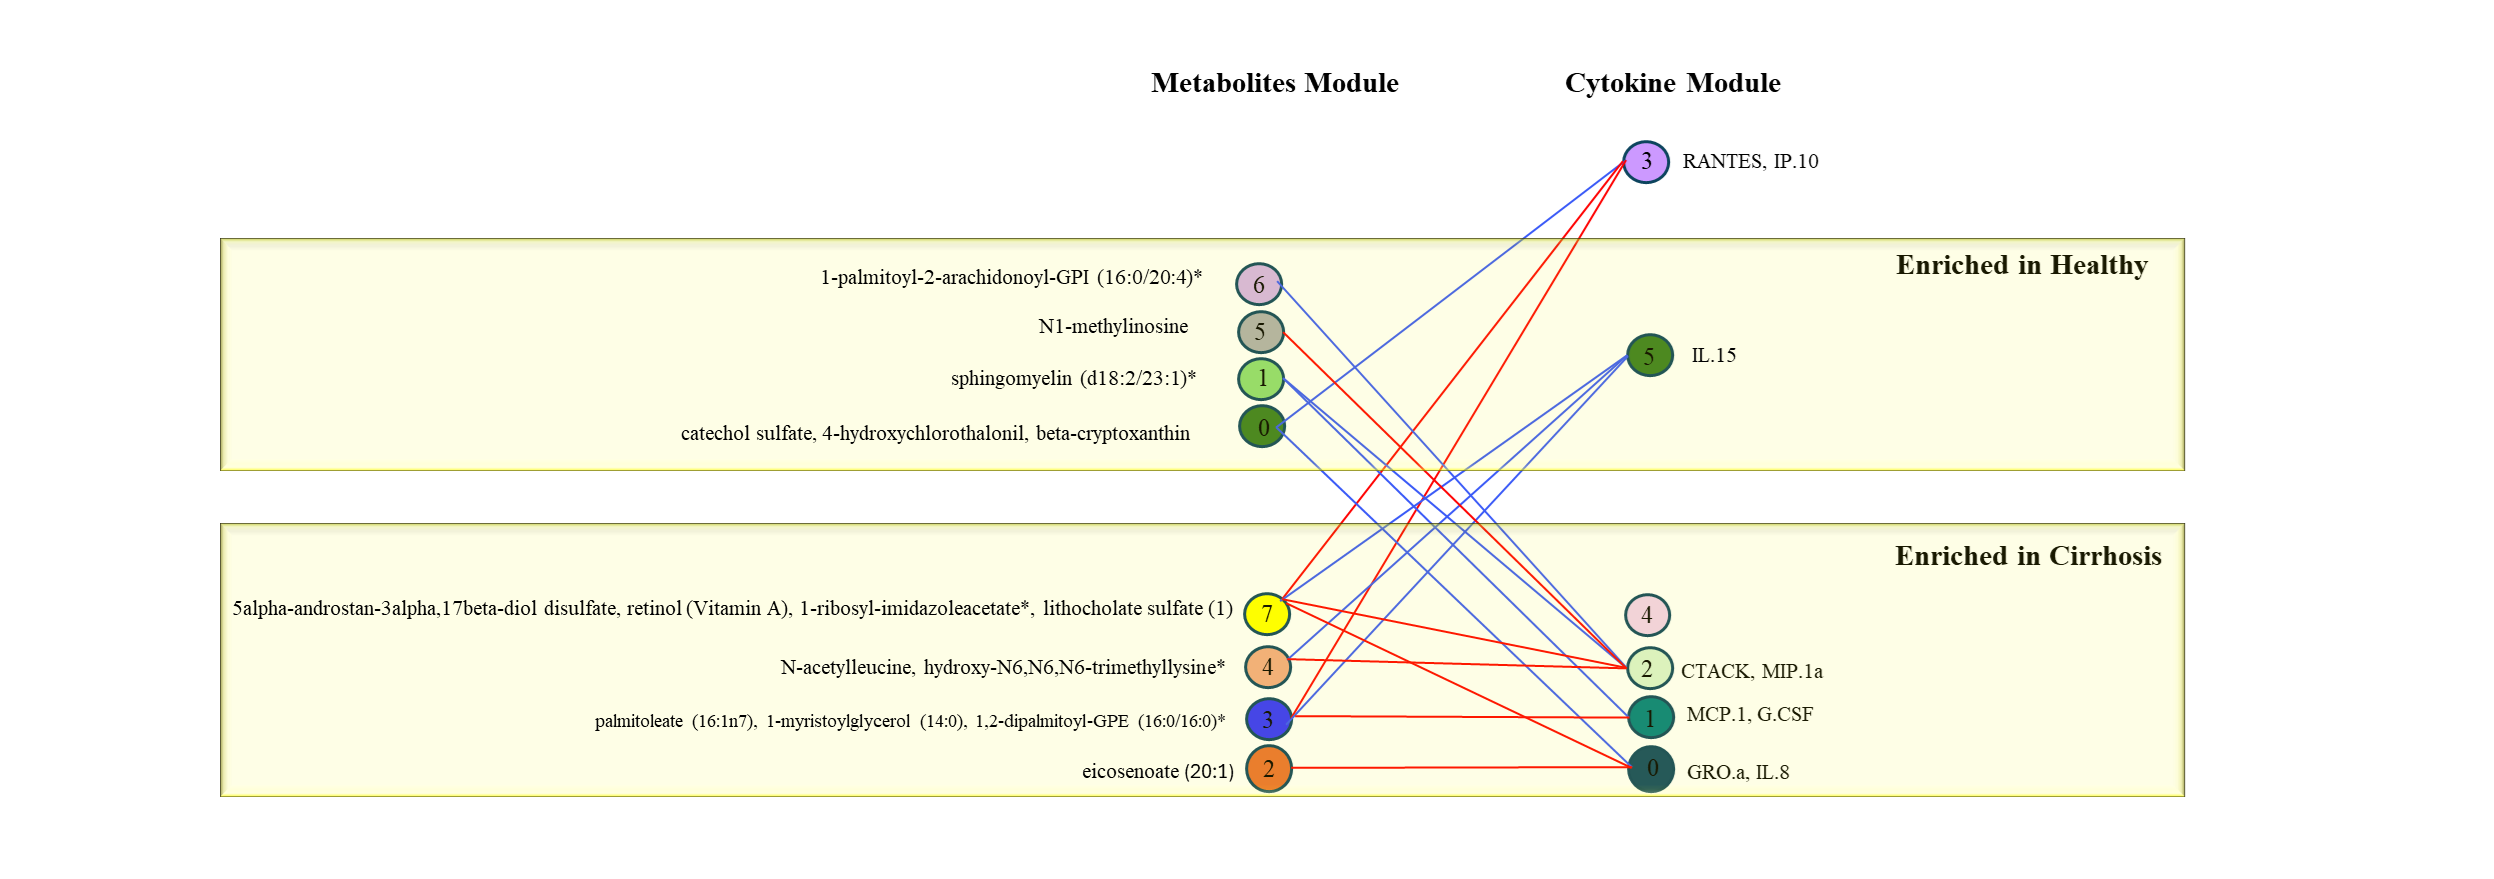 Metabolites Module Cytokine Module
3 RANTES, IP.10
Enriched in Healthy
1-palmitoyl-2-arachidonoyl-GPI (16:0/20:4)* 6
N1-methylinosine 5
5 IL.15
sphingomyelin (d18:2/23:1)* 1
catechol sulfate, 4-hydroxychlorothalonil, beta-cryptoxanthin 0
Enriched in Cirrhosis
5alpha-androstan-3alpha,17beta-diol disulfate, retinol (Vitamin A), 1-ribosyl-imidazoleacetate*, lithocholate sulfate (1) 7 4
N-acetylleucine, hydroxy-N6,N6,N6-trimethyllysine* 4 2 CTACK, MIP.1a
palmitoleate (16:1n7), 1-myristoylglycerol (14:0), 1,2-dipalmitoyl-GPE (16:0/16:0)* 3 1 MCP.1, G.CSF
eicosenoate (20:1) 2 0 GRO.a, IL.8